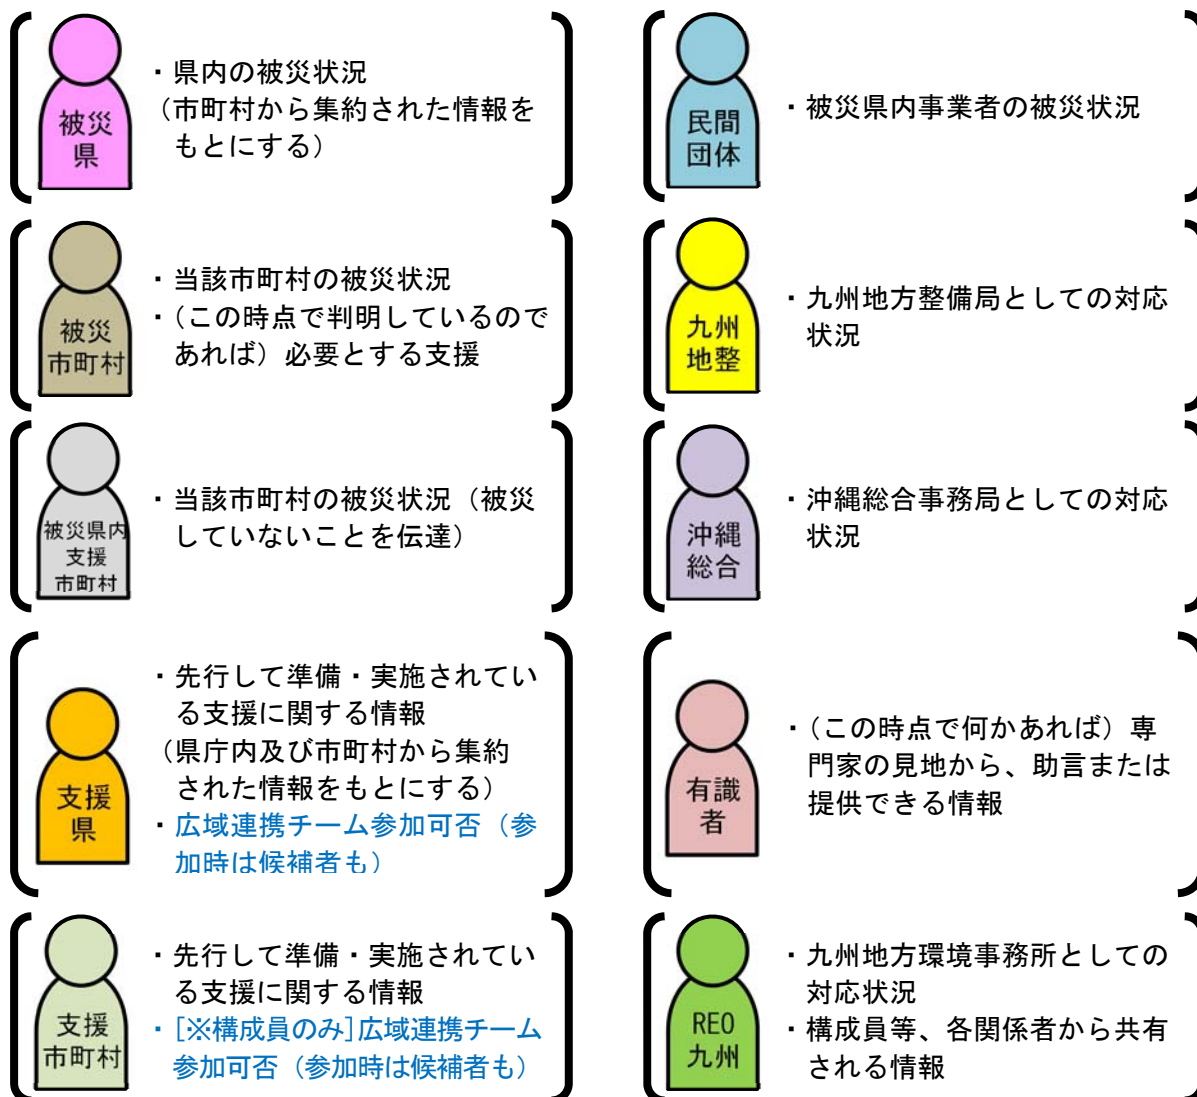 被災
県
・県内の被災状況
（市町村から集約された情報を
もとにする）
民間
団体
・被災県内事業者の被災状況
被災
市町村
・当該市町村の被災状況
・（この時点で判明しているので
あれば）必要とする支援
九州
地整
・九州地方整備局としての対応
状況
被災県内
支援
市町村
・当該市町村の被災状況（被災
していないことを伝達）
沖縄
総合
・沖縄総合事務局としての対応
状況
支援
県
・先行して準備・実施されてい
る支援に関する情報
（県庁内及び市町村から集約
された情報をもとにする）
・広域連携チーム参加可否（参
加時は候補者も）
有識
者
・（この時点で何かあれば）専
門家の見地から、助言または
提供できる情報
支援
市町村
・先行して準備・実施されてい
る支援に関する情報
・[※構成員のみ]広域連携チーム
参加可否（参加時は候補者も）
REO
九州
・九州地方環境事務所としての
対応状況
・構成員等、各関係者から共有
される情報